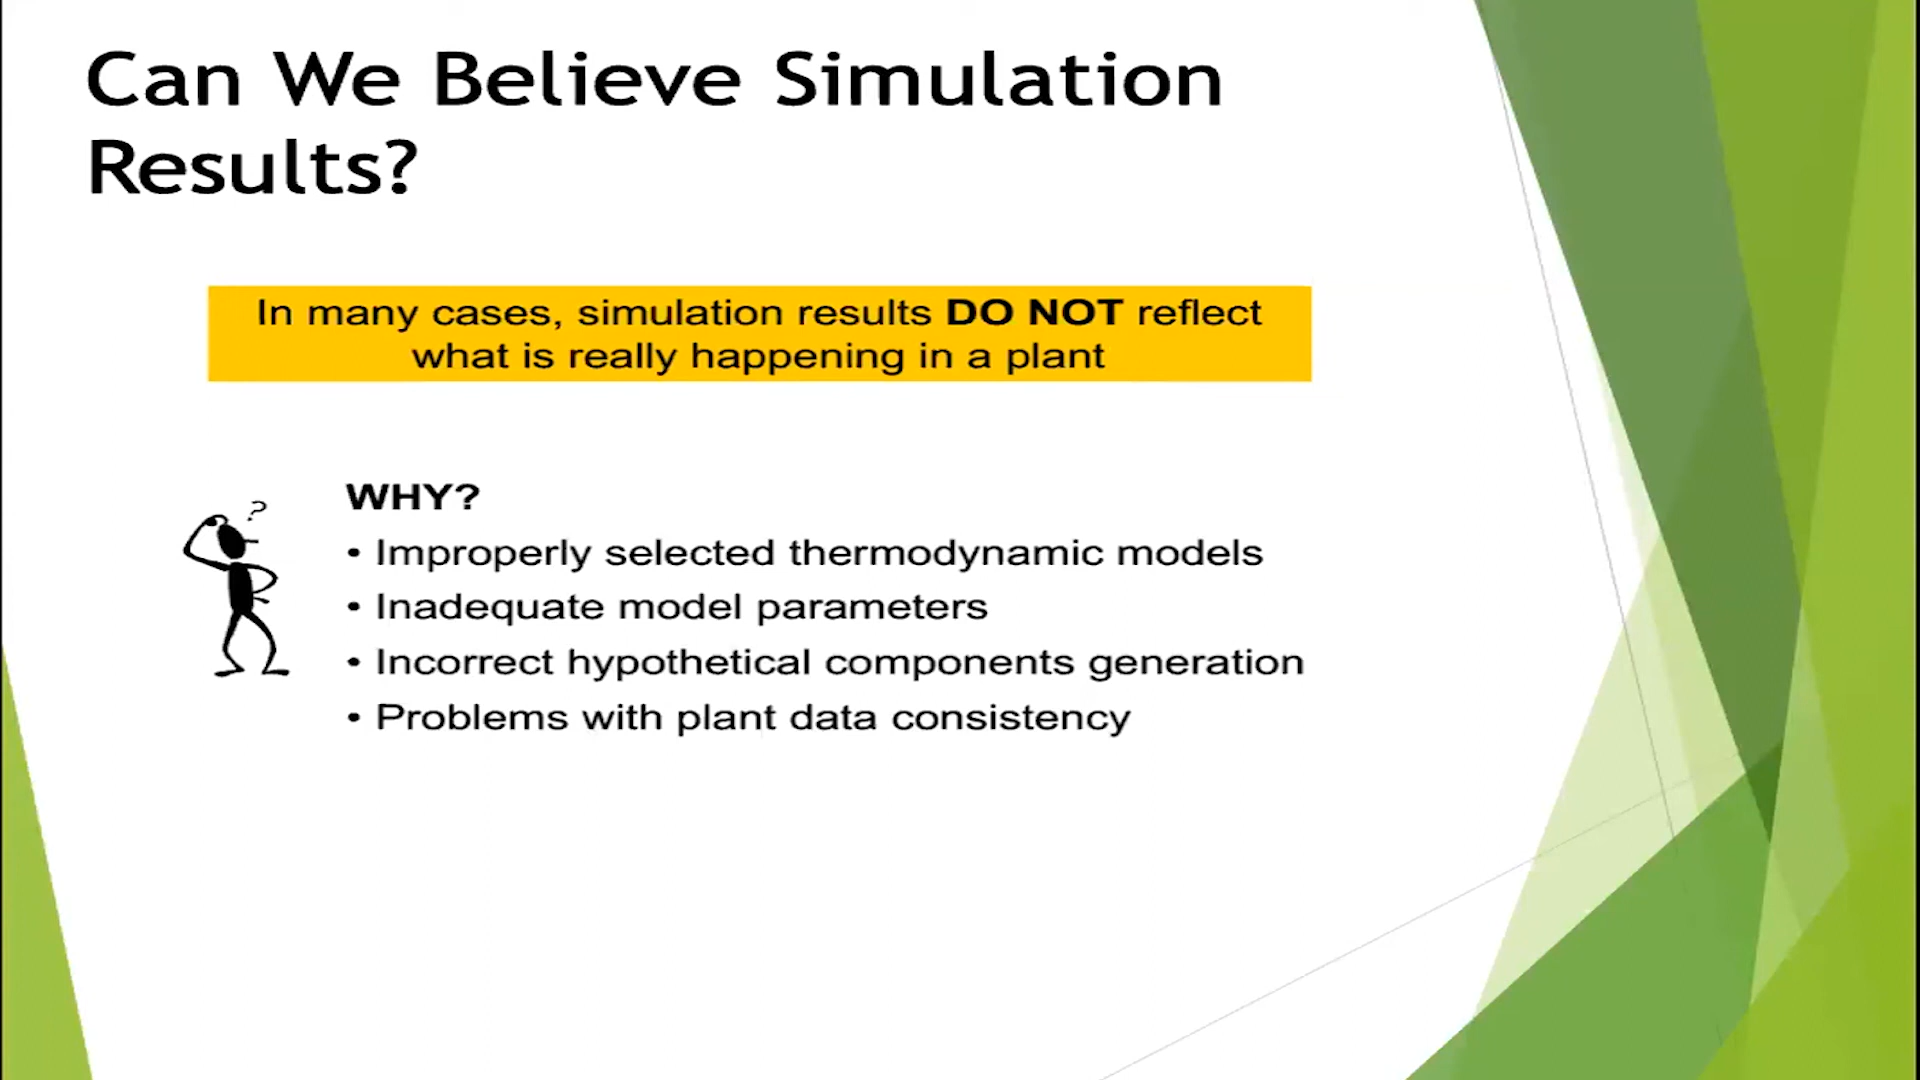 Can We Believe Simulation
Results?
In many cases, simulation results DO NOT reflect
what is really happening in a plant
?
WHY?
• Improperly selected thermodynamic models
• Inadequate model parameters
• Incorrect hypothetical components generation
• Problems with plant data consistency